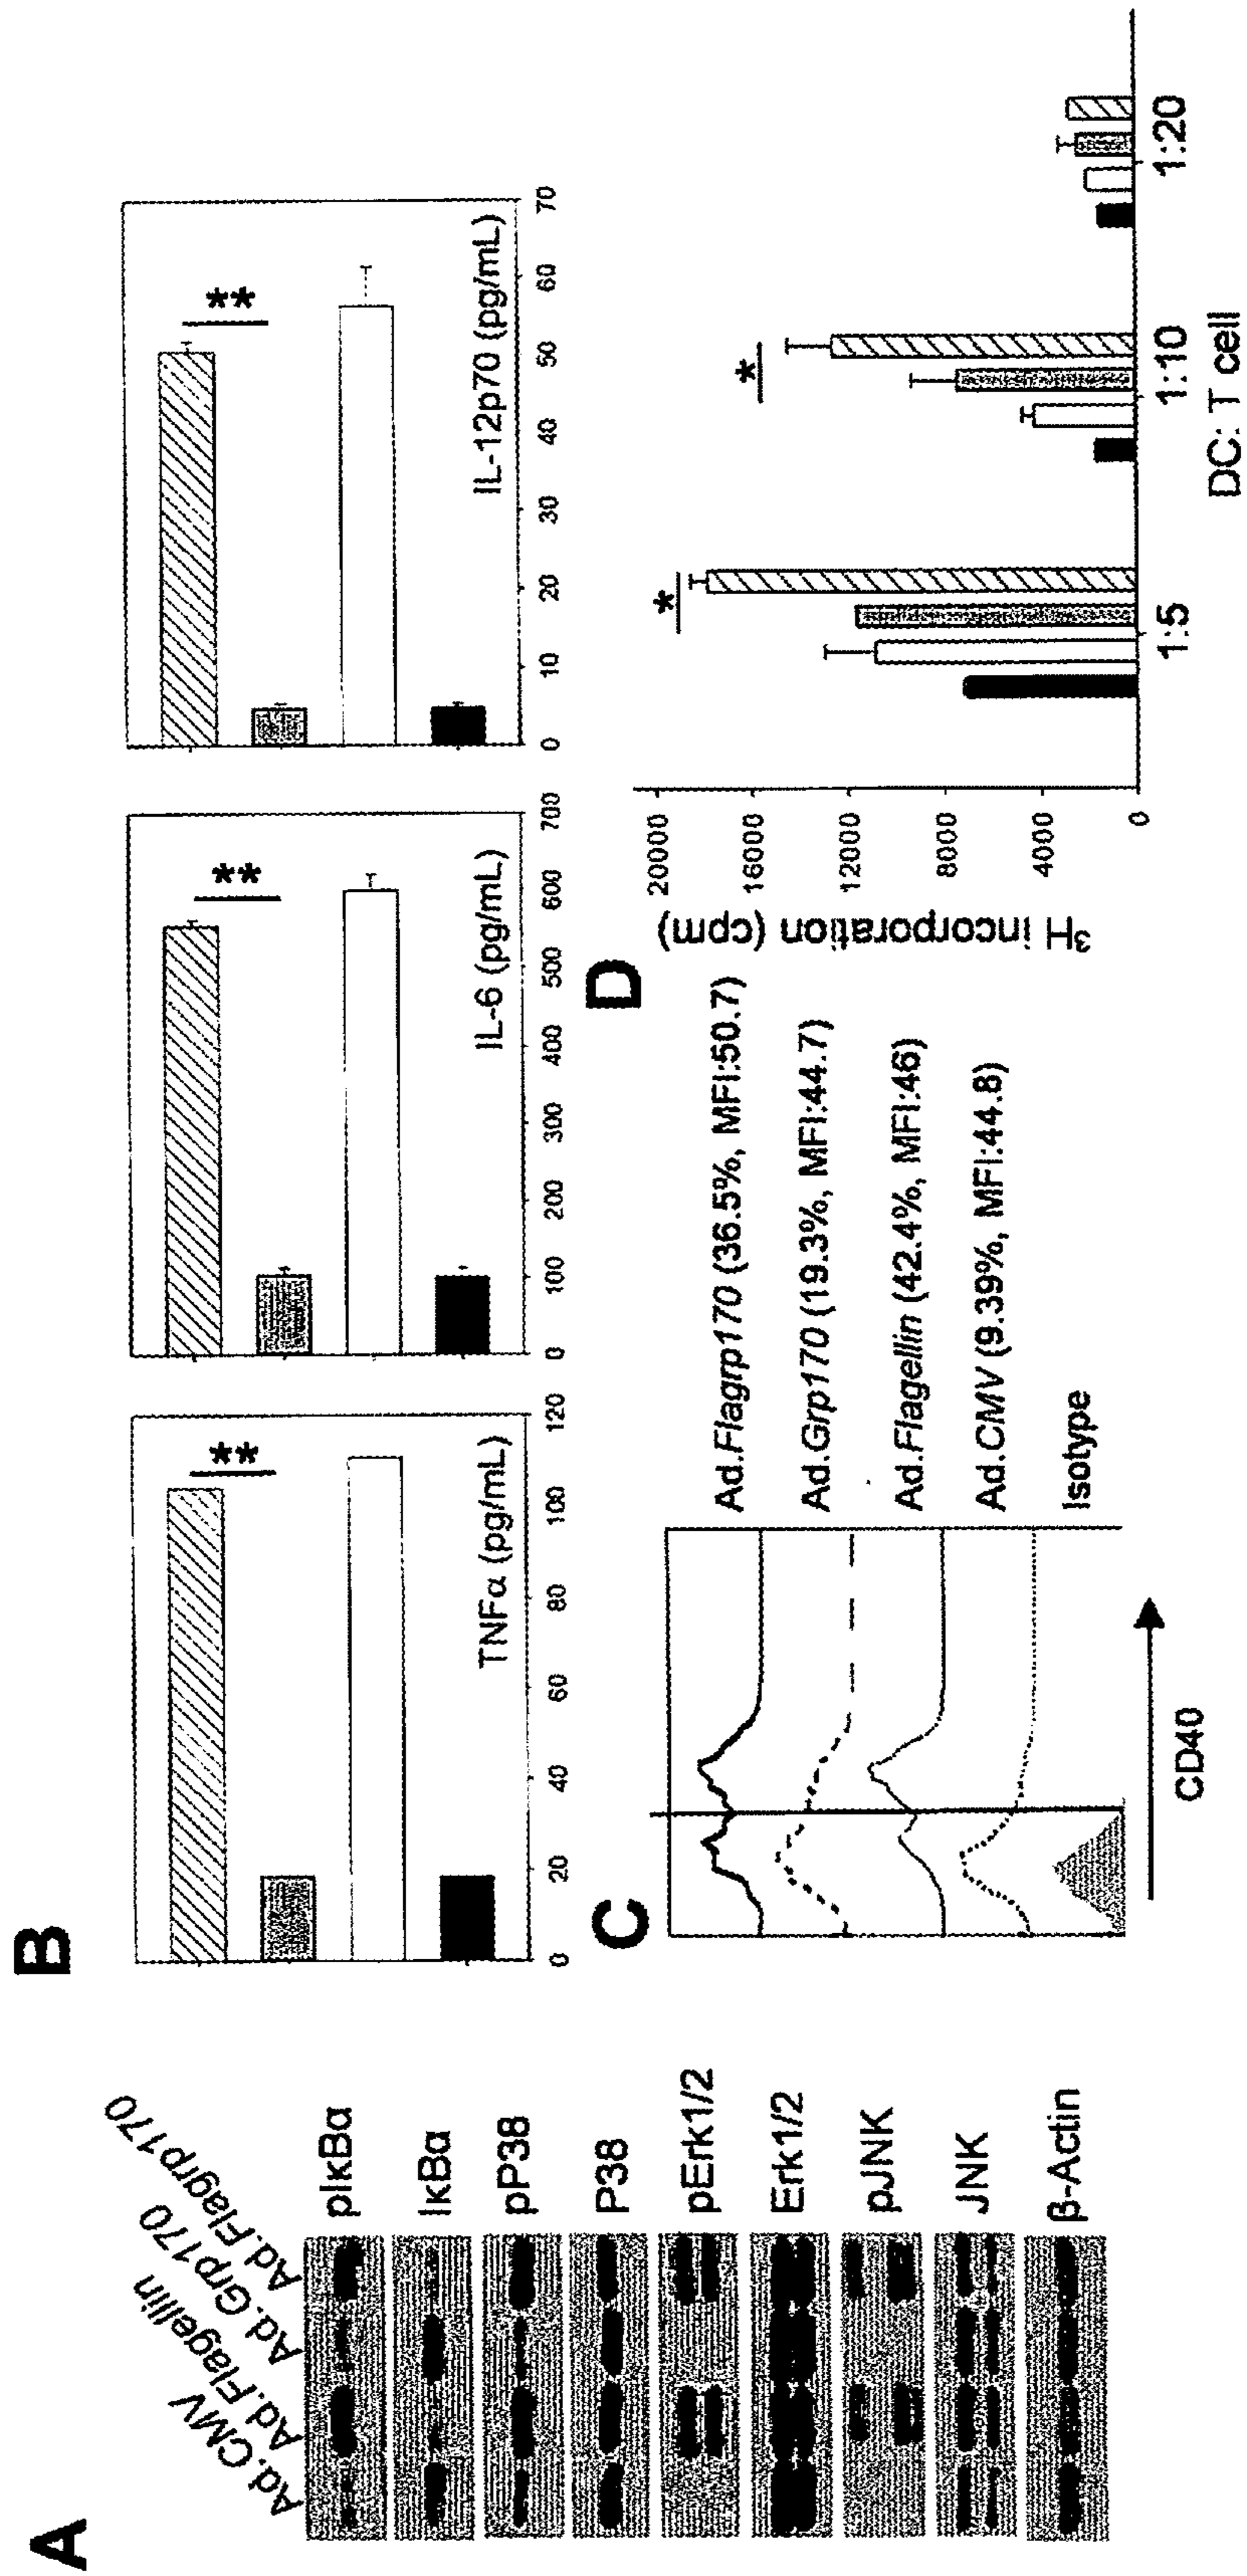 A
Ad.CMV
Ad.Flagellin
Ad.Grp170
Ad.Flagrp170
pIκBα
IκBα
pP38
P38
pErk1/2
Erk1/2
pJNK
JNK
β-Actin
B
**
TNFα (pg/mL)
0 20 40 60 80 100 120
**
IL-6 (pg/mL)
0 100 200 300 400 500 600 700
**
IL-12p70 (pg/mL)
0 10 20 30 40 50 60 70
C
Ad.Flagrp170 (36.5%, MFI:50.7)
Ad.Grp170 (19.3%, MFI:44.7)
Ad.Flagellin (42.4%, MFI:46)
Ad.CMV (9.39%, MFI:44.8)
Isotype
CD40
D
³H incorporation (cpm)
20000
16000
12000
8000
4000
0
*
*
1:5 1:10 1:20
DC: T cell